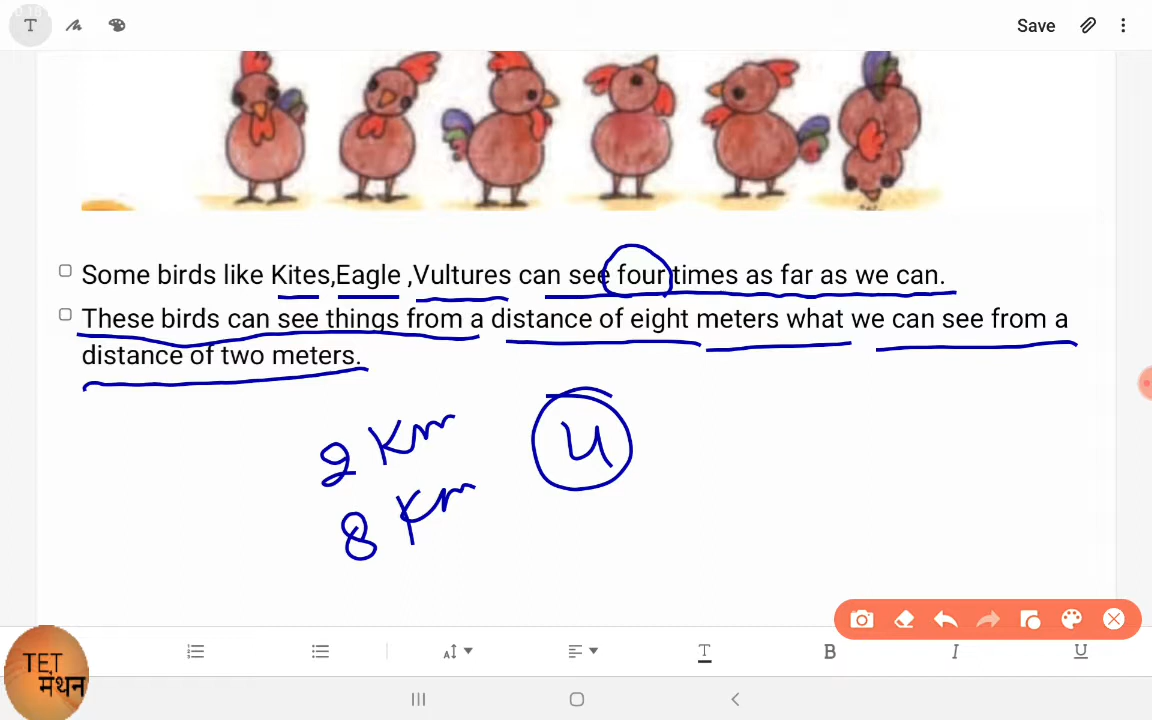 T
Save
Some birds like Kites,Eagle ,Vultures can see four times as far as we can.
These birds can see things from a distance of eight meters what we can see from a
distance of two meters.
2 Km
4
8 Km
T B I U
TET
मंथन